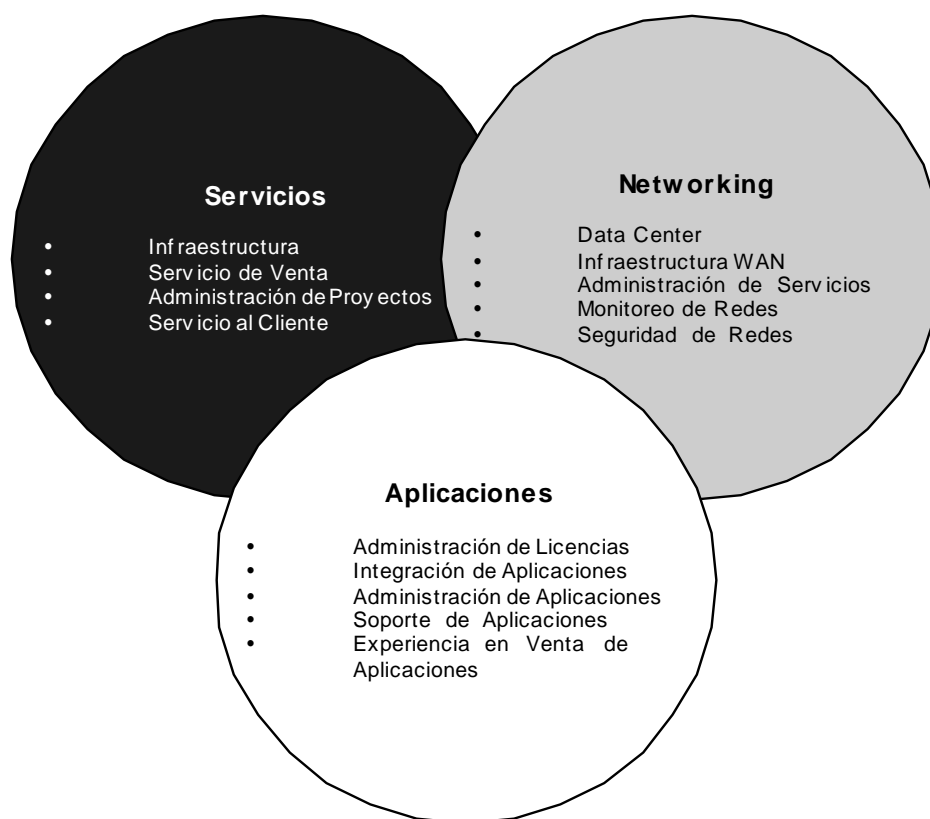 Servicios
• Infraestructura
• Servicio de Venta
• Administración de Proyectos
• Servicio al Cliente
Networking
• Data Center
• Infraestructura WAN
• Administración de Servicios
• Monitoreo de Redes
• Seguridad de Redes
Aplicaciones
• Administración de Licencias
• Integración de Aplicaciones
• Administración de Aplicaciones
• Soporte de Aplicaciones
• Experiencia en Venta de
Aplicaciones